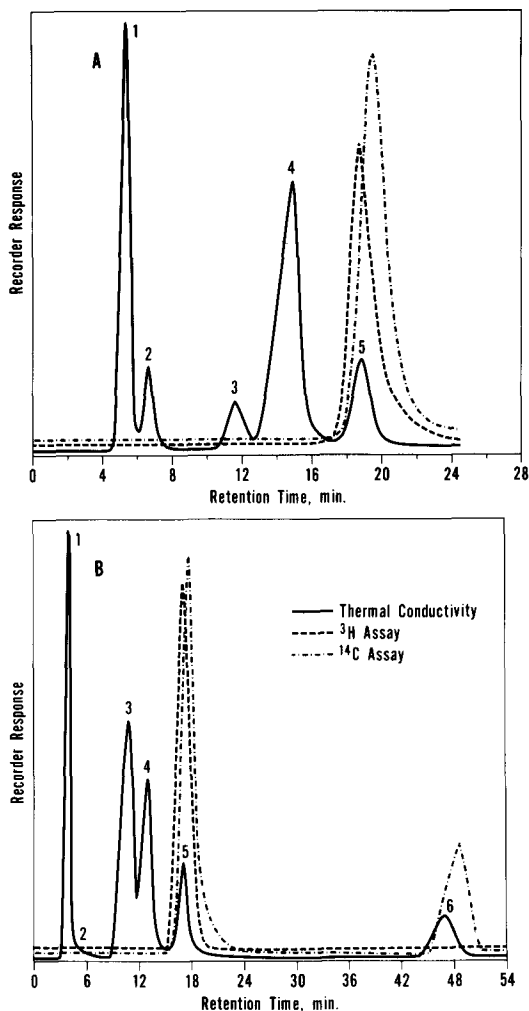 A
1
2
3
4
5
Recorder Response
0 4 8 12 16 20 24 28
Retention Time, min.
B
1
2
3
4
5
6
Thermal Conductivity
³H Assay
¹⁴C Assay
Recorder Response
0 6 12 18 24 30 36 42 48 54
Retention Time, min.